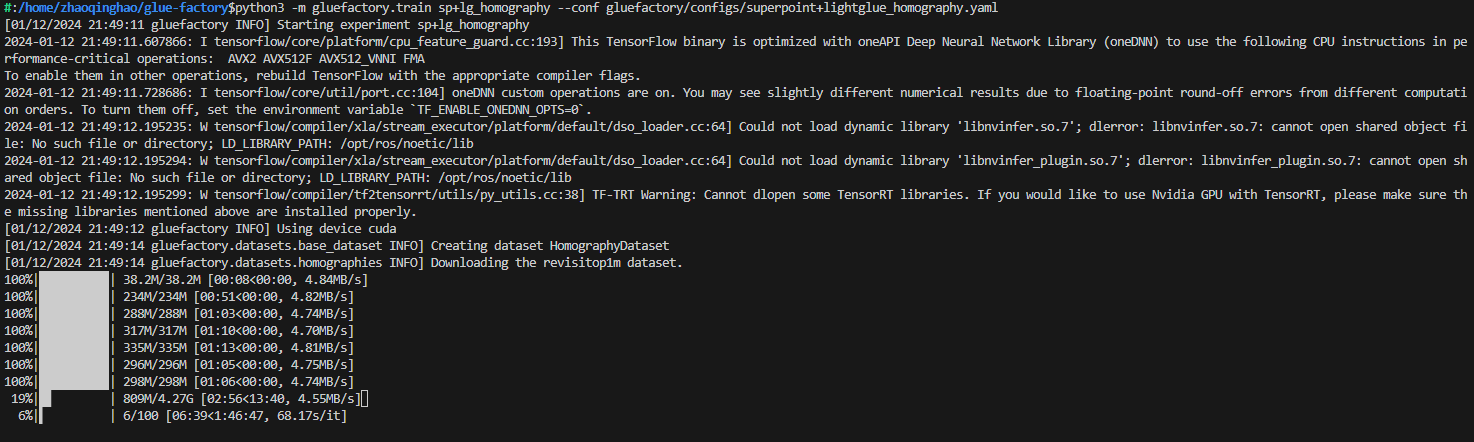 #:/home/zhaoqinghao/glue-factory$python3 -m gluefactory.train sp+lg_homography --conf gluefactory/configs/superpoint+lightglue_homography.yaml
[01/12/2024 21:49:11 gluefactory INFO] Starting experiment sp+lg_homography
2024-01-12 21:49:11.607866: I tensorflow/core/platform/cpu_feature_guard.cc:193] This TensorFlow binary is optimized with oneAPI Deep Neural Network Library (oneDNN) to use the following CPU instructions in pe
rformance-critical operations:  AVX2 AVX512F AVX512_VNNI FMA
To enable them in other operations, rebuild TensorFlow with the appropriate compiler flags.
2024-01-12 21:49:11.728686: I tensorflow/core/util/port.cc:104] oneDNN custom operations are on. You may see slightly different numerical results due to floating-point round-off errors from different computati
on orders. To turn them off, set the environment variable `TF_ENABLE_ONEDNN_OPTS=0`.
2024-01-12 21:49:12.195235: W tensorflow/compiler/xla/stream_executor/platform/default/dso_loader.cc:64] Could not load dynamic library 'libnvinfer.so.7'; dlerror: libnvinfer.so.7: cannot open shared object fi
le: No such file or directory; LD_LIBRARY_PATH: /opt/ros/noetic/lib
2024-01-12 21:49:12.195294: W tensorflow/compiler/xla/stream_executor/platform/default/dso_loader.cc:64] Could not load dynamic library 'libnvinfer_plugin.so.7'; dlerror: libnvinfer_plugin.so.7: cannot open sh
ared object file: No such file or directory; LD_LIBRARY_PATH: /opt/ros/noetic/lib
2024-01-12 21:49:12.195299: W tensorflow/compiler/tf2tensorrt/utils/py_utils.cc:38] TF-TRT Warning: Cannot dlopen some TensorRT libraries. If you would like to use Nvidia GPU with TensorRT, please make sure th
e missing libraries mentioned above are installed properly.
[01/12/2024 21:49:12 gluefactory INFO] Using device cuda
[01/12/2024 21:49:14 gluefactory.datasets.base_dataset INFO] Creating dataset HomographyDataset
[01/12/2024 21:49:14 gluefactory.datasets.homographies INFO] Downloading the revisitop1m dataset.
100%|██████████| 38.2M/38.2M [00:08<00:00, 4.84MB/s]
100%|██████████| 234M/234M [00:51<00:00, 4.82MB/s]
100%|██████████| 288M/288M [01:03<00:00, 4.74MB/s]
100%|██████████| 317M/317M [01:10<00:00, 4.70MB/s]
100%|██████████| 335M/335M [01:13<00:00, 4.81MB/s]
100%|██████████| 296M/296M [01:05<00:00, 4.75MB/s]
100%|██████████| 298M/298M [01:06<00:00, 4.74MB/s]
19%|█▉        | 809M/4.27G [02:56<13:40, 4.55MB/s]
6%|▌         | 6/100 [06:39<1:46:47, 68.17s/it]